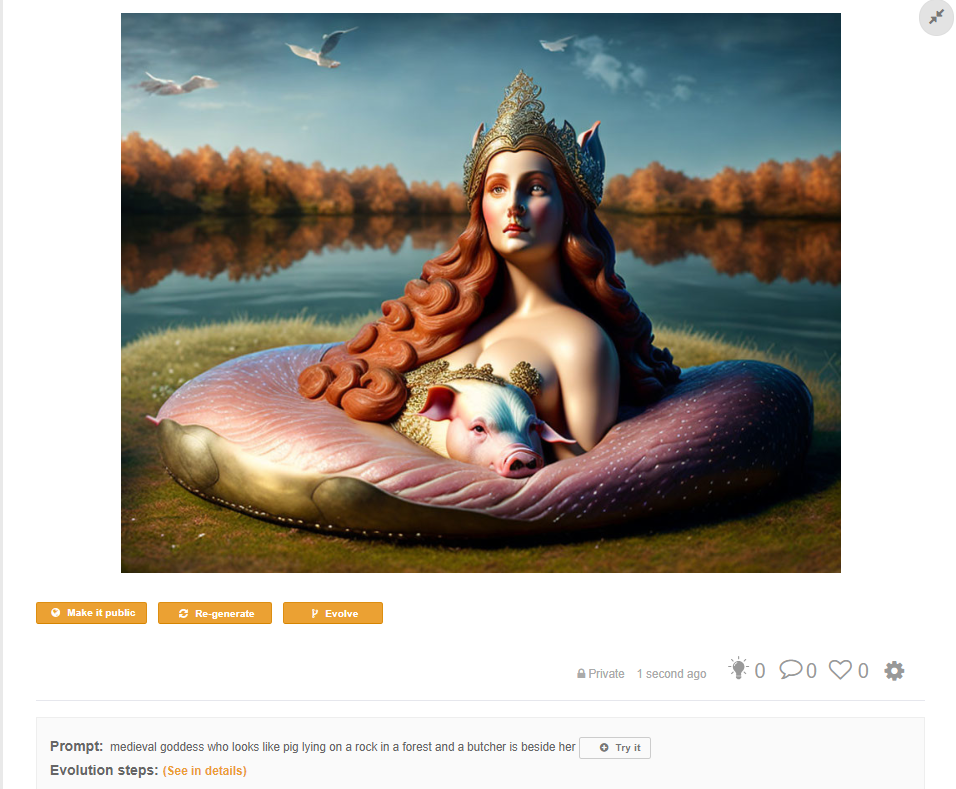 Make it public Re-generate Evolve
Private 1 second ago 0 0 0
Prompt: medieval goddess who looks like pig lying on a rock in a forest and a butcher is beside her Try it
Evolution steps: (See in details)